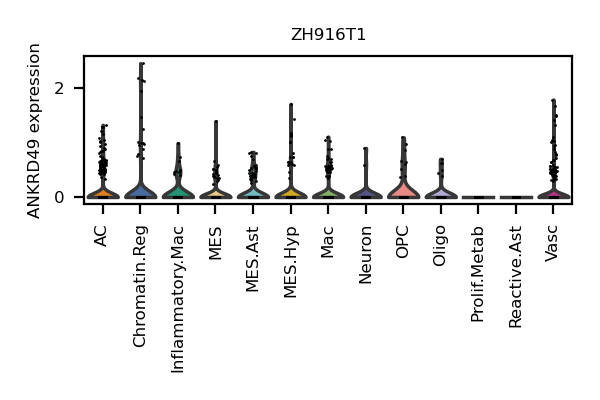 ZH916T1
ANKRD49 expression
2
0
AC
Chromatin.Reg
Inflammatory.Mac
MES
MES.Ast
MES.Hyp
Mac
Neuron
OPC
Oligo
Prolif.Metab
Reactive.Ast
Vasc